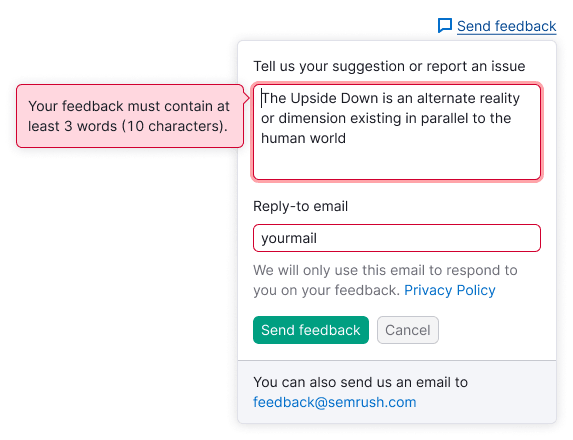 Send feedback
Tell us your suggestion or report an issue
Your feedback must contain at
least 3 words (10 characters).
The Upside Down is an alternate reality
or dimension existing in parallel to the
human world
Reply-to email
yourmail
We will only use this email to respond to
you on your feedback. Privacy Policy
Send feedback Cancel
You can also send us an email to
feedback@semrush.com